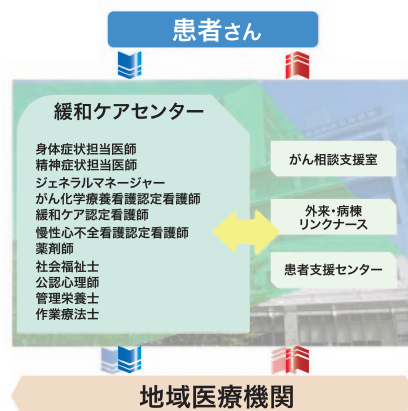 患者さん
緩和ケアセンター
身体症状担当医師
精神症状担当医師
ジェネラルマネージャー
がん化学療養看護認定看護師
緩和ケア認定看護師
慢性心不全看護認定看護師
薬剤師
社会福祉士
公認心理師
管理栄養士
作業療法士
がん相談支援室
外来・病棟
リンクナース
患者支援センター
地域医療機関